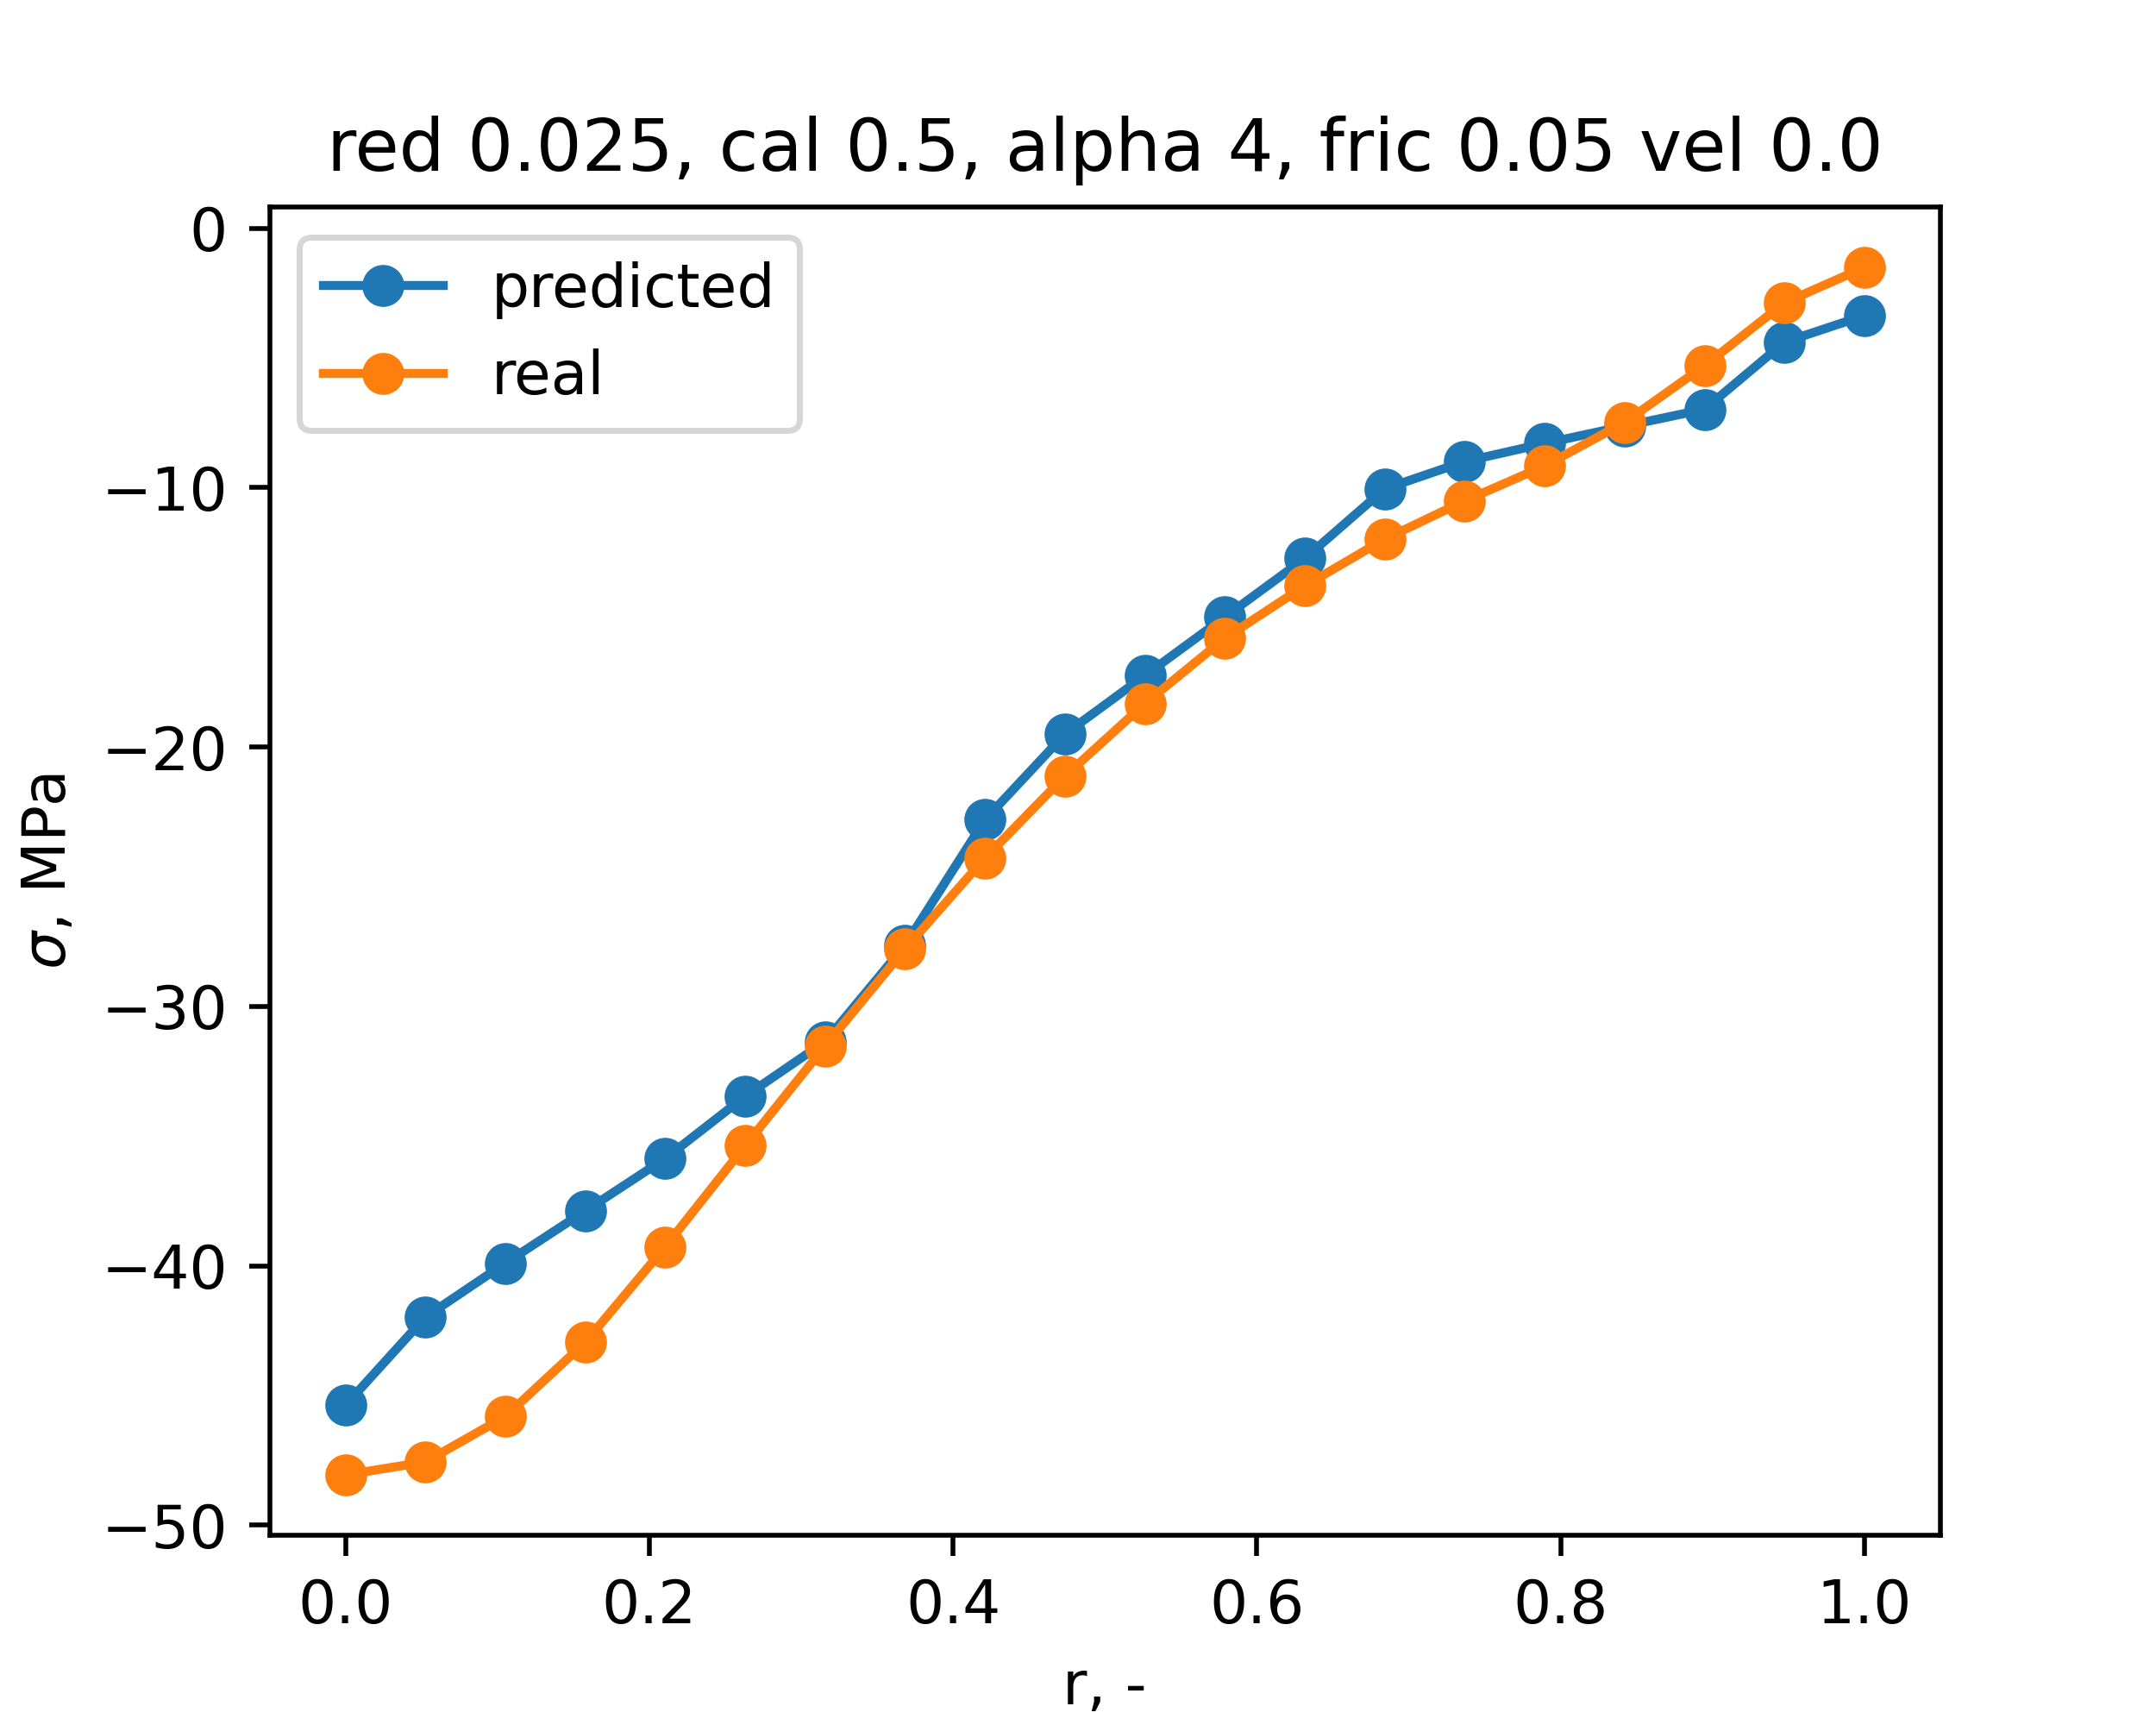 red 0.025, cal 0.5, alpha 4, fric 0.05 vel 0.0
predicted
real
0
−10
−20
−30
−40
−50
σ, MPa
0.0 0.2 0.4 0.6 0.8 1.0
r, -